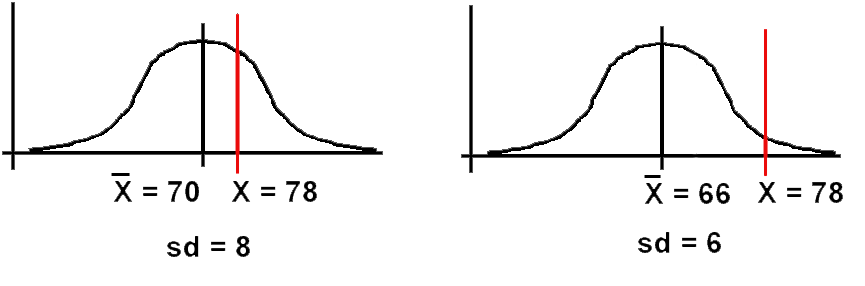 X̅ = 70 X = 78
sd = 8
X̅ = 66 X = 78
sd = 6